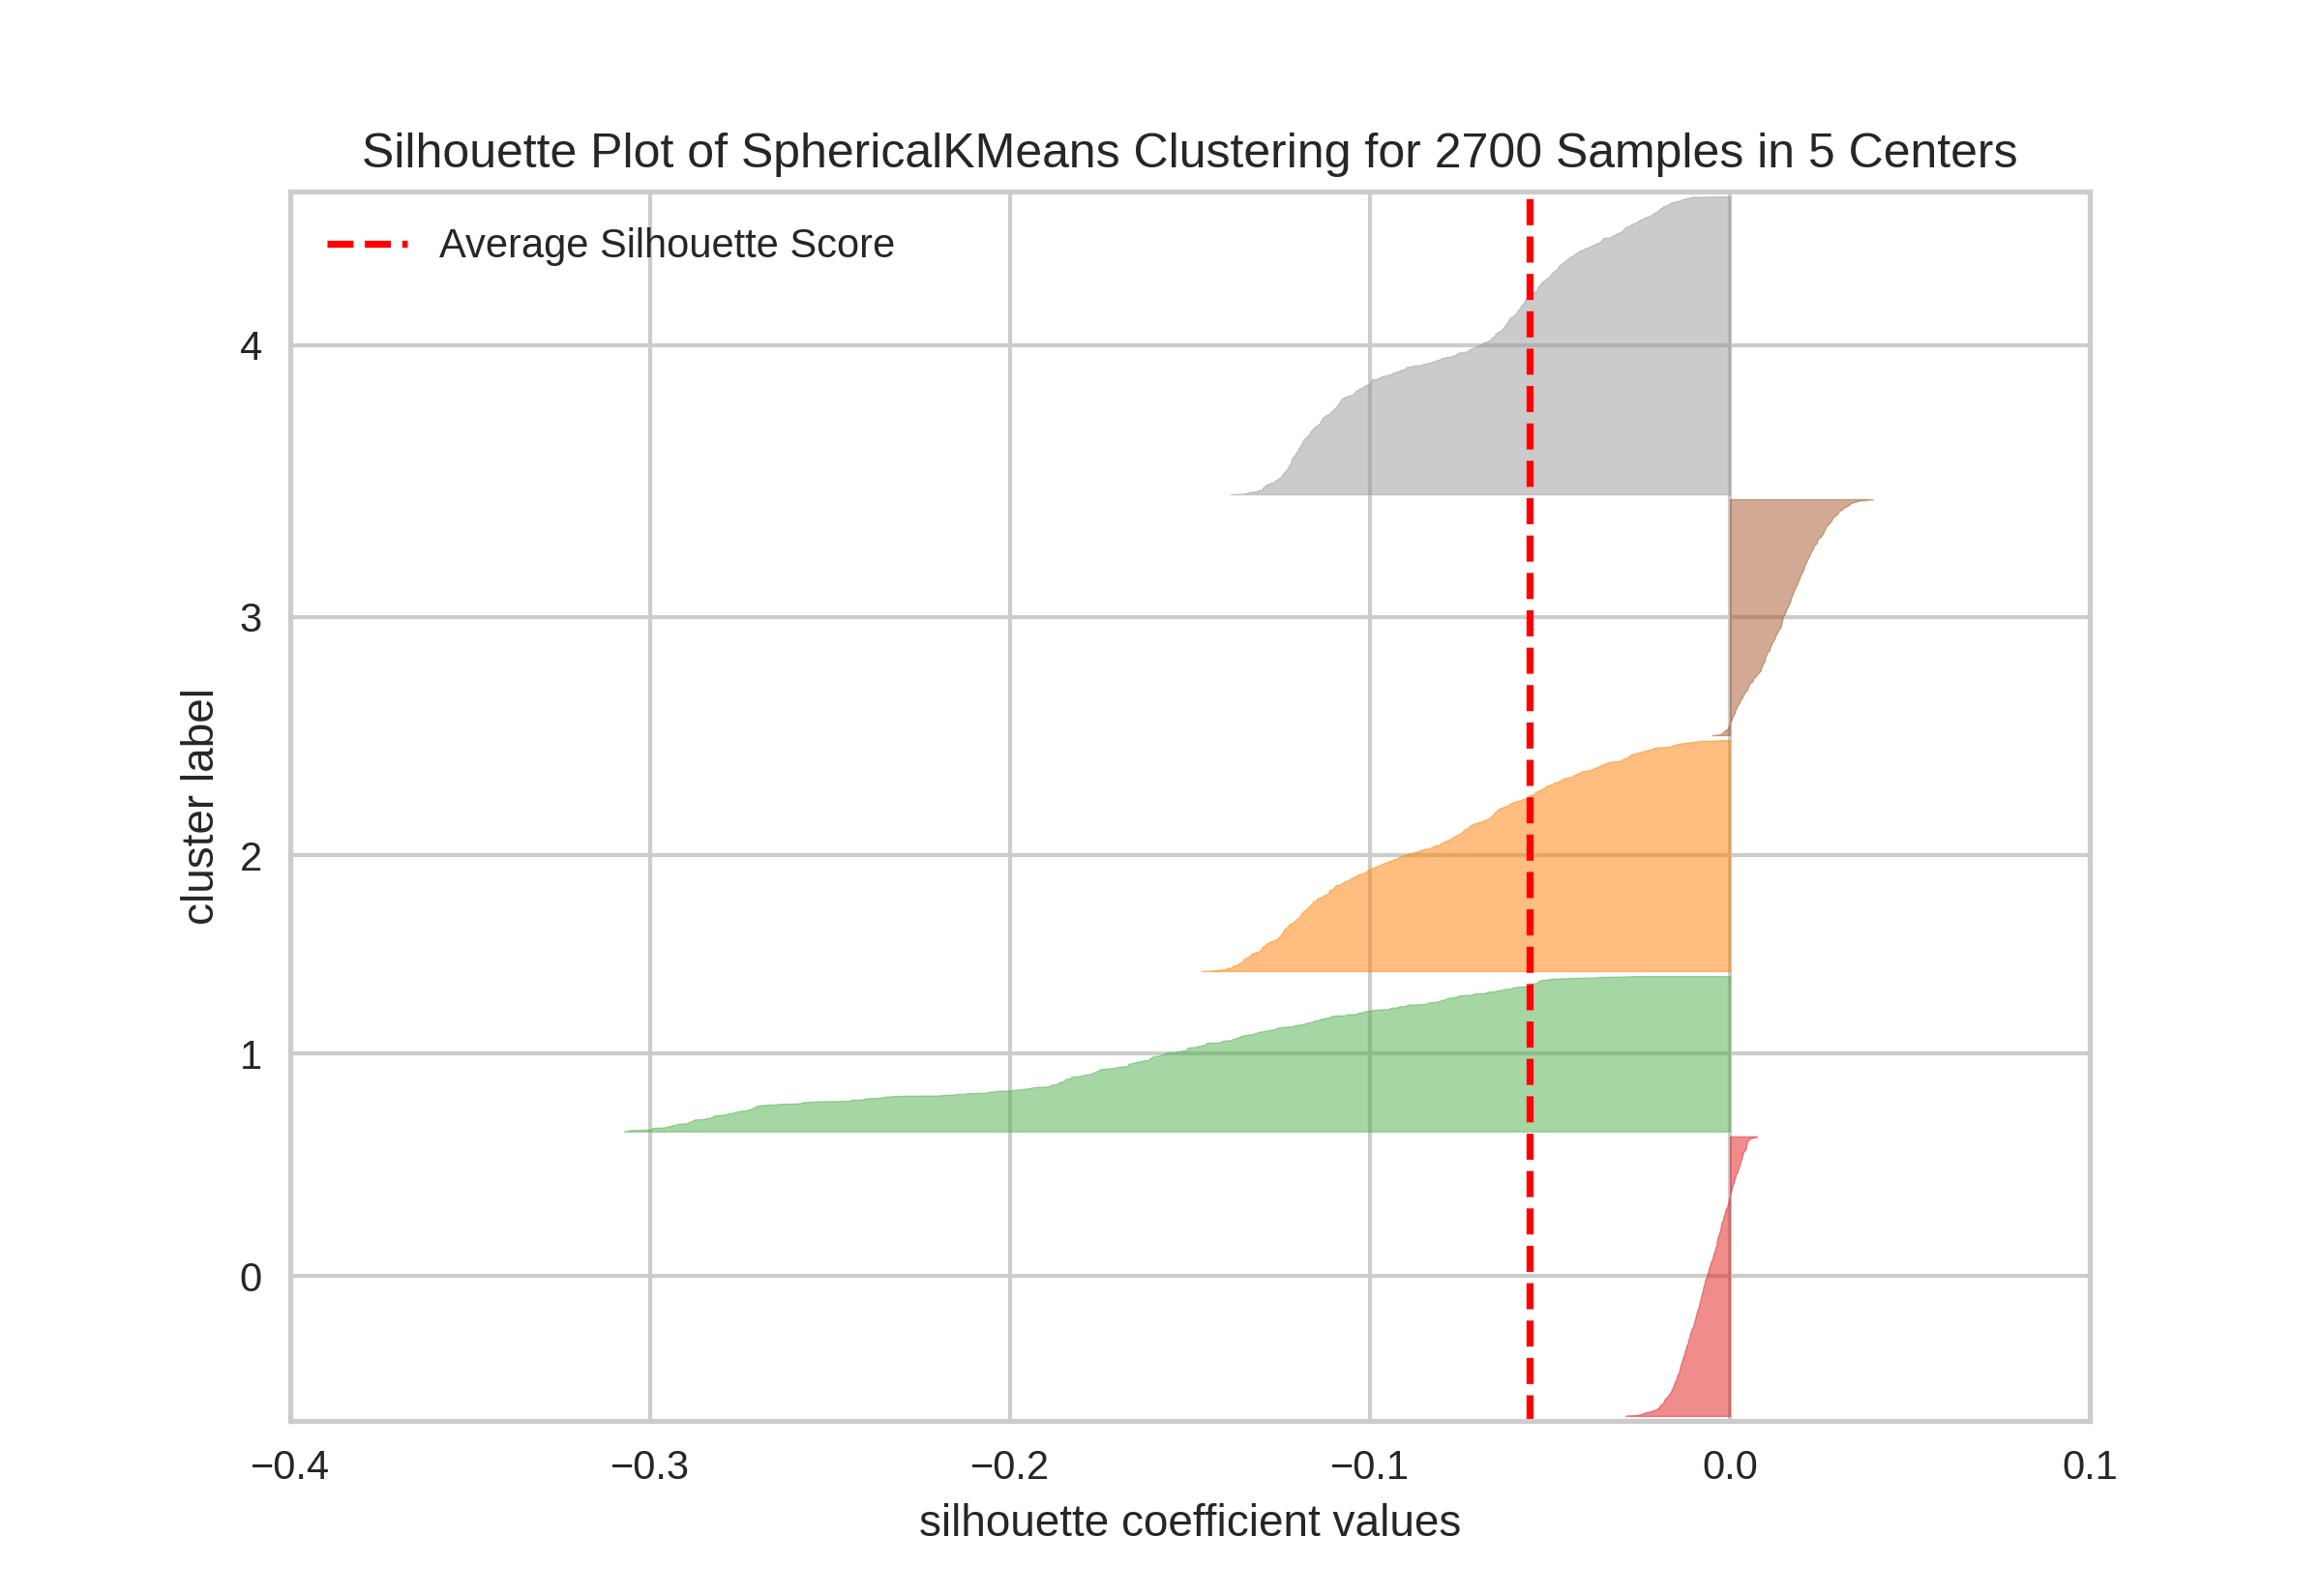 Silhouette Plot of SphericalKMeans Clustering for 2700 Samples in 5 Centers
Average Silhouette Score
4
3
2
1
0
cluster label
−0.4 −0.3 −0.2 −0.1 0.0 0.1
silhouette coefficient values